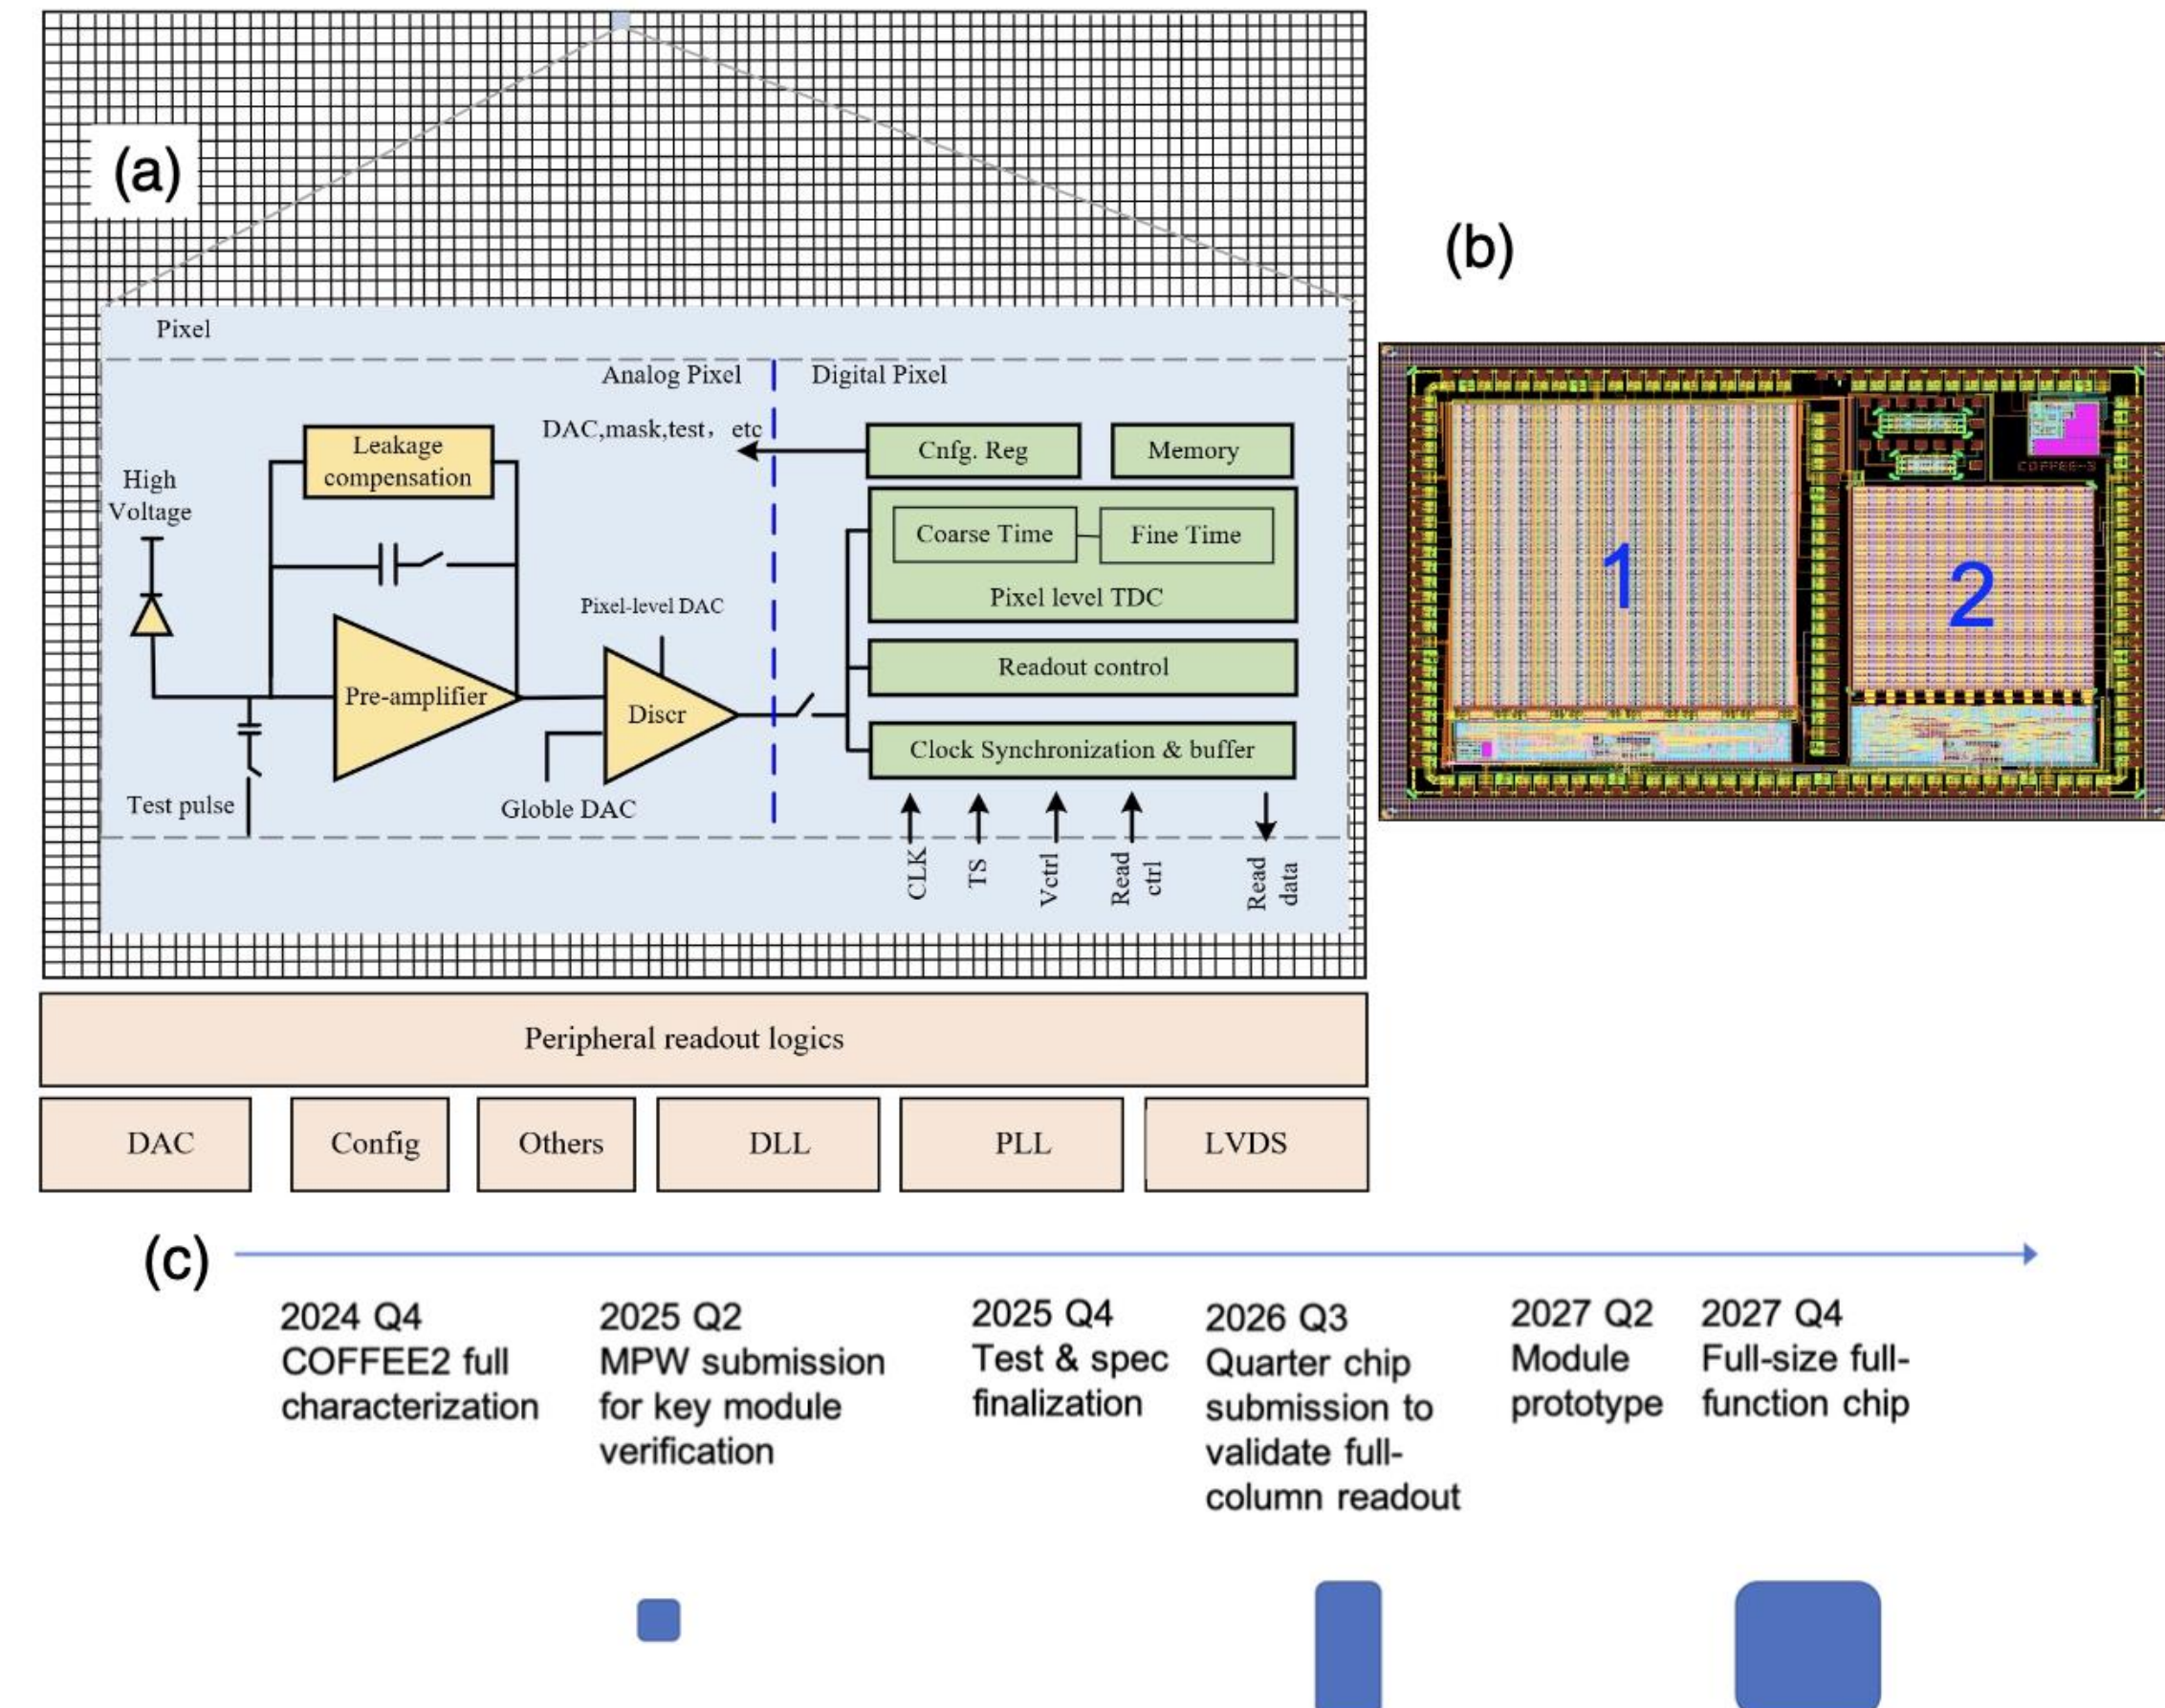 (a)
Pixel
Analog Pixel
Digital Pixel
DAC,mask,test, etc
Leakage
compensation
High
Voltage
Pre-amplifier
Pixel-level DAC
Discr
Globle DAC
Test pulse
Cnfg. Reg
Memory
Coarse Time
Fine Time
Pixel level TDC
Readout control
Clock Synchronization & buffer
CLK
TS
Vctrl
Read
ctrl
Read
data
Peripheral readout logics
DAC
Config
Others
DLL
PLL
LVDS
(b)
COFFEE-3
1
2
(c)
2024 Q4
COFFEE2 full
characterization
2025 Q2
MPW submission
for key module
verification
2025 Q4
Test & spec
finalization
2026 Q3
Quarter chip
submission to
validate full-
column readout
2027 Q2
Module
prototype
2027 Q4
Full-size full-
function chip